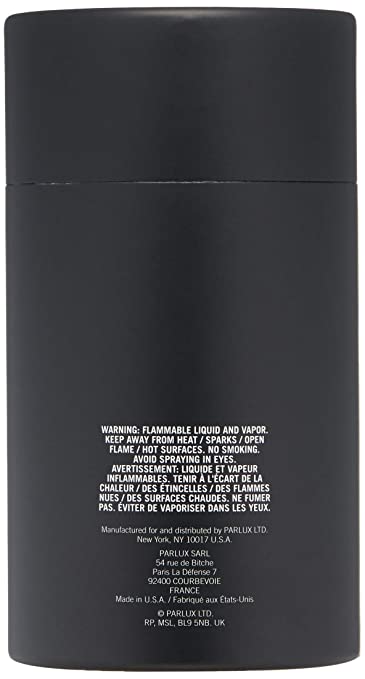 WARNING: FLAMMABLE LIQUID AND VAPOR.
KEEP AWAY FROM HEAT / SPARKS / OPEN
FLAME / HOT SURFACES. NO SMOKING.
AVOID SPRAYING IN EYES.
AVERTISSEMENT: LIQUIDE ET VAPEUR
INFLAMMABLES. TENIR À L'ÉCART DE LA
CHALEUR / DES ÉTINCELLES / DES FLAMMES
NUES / DES SURFACES CHAUDES. NE FUMER
PAS. ÉVITER DE VAPORISER DANS LES YEUX.
Manufactured for and distributed by PARLUX LTD.
New York, NY 10017 U.S.A.
PARLUX SARL
54 rue de Bitche
Paris La Défense 7
92400 COURBEVOIE
FRANCE
Made in U.S.A. / Fabriqué aux États-Unis
© PARLUX LTD.
RP, MSL, BL9 5NB. UK